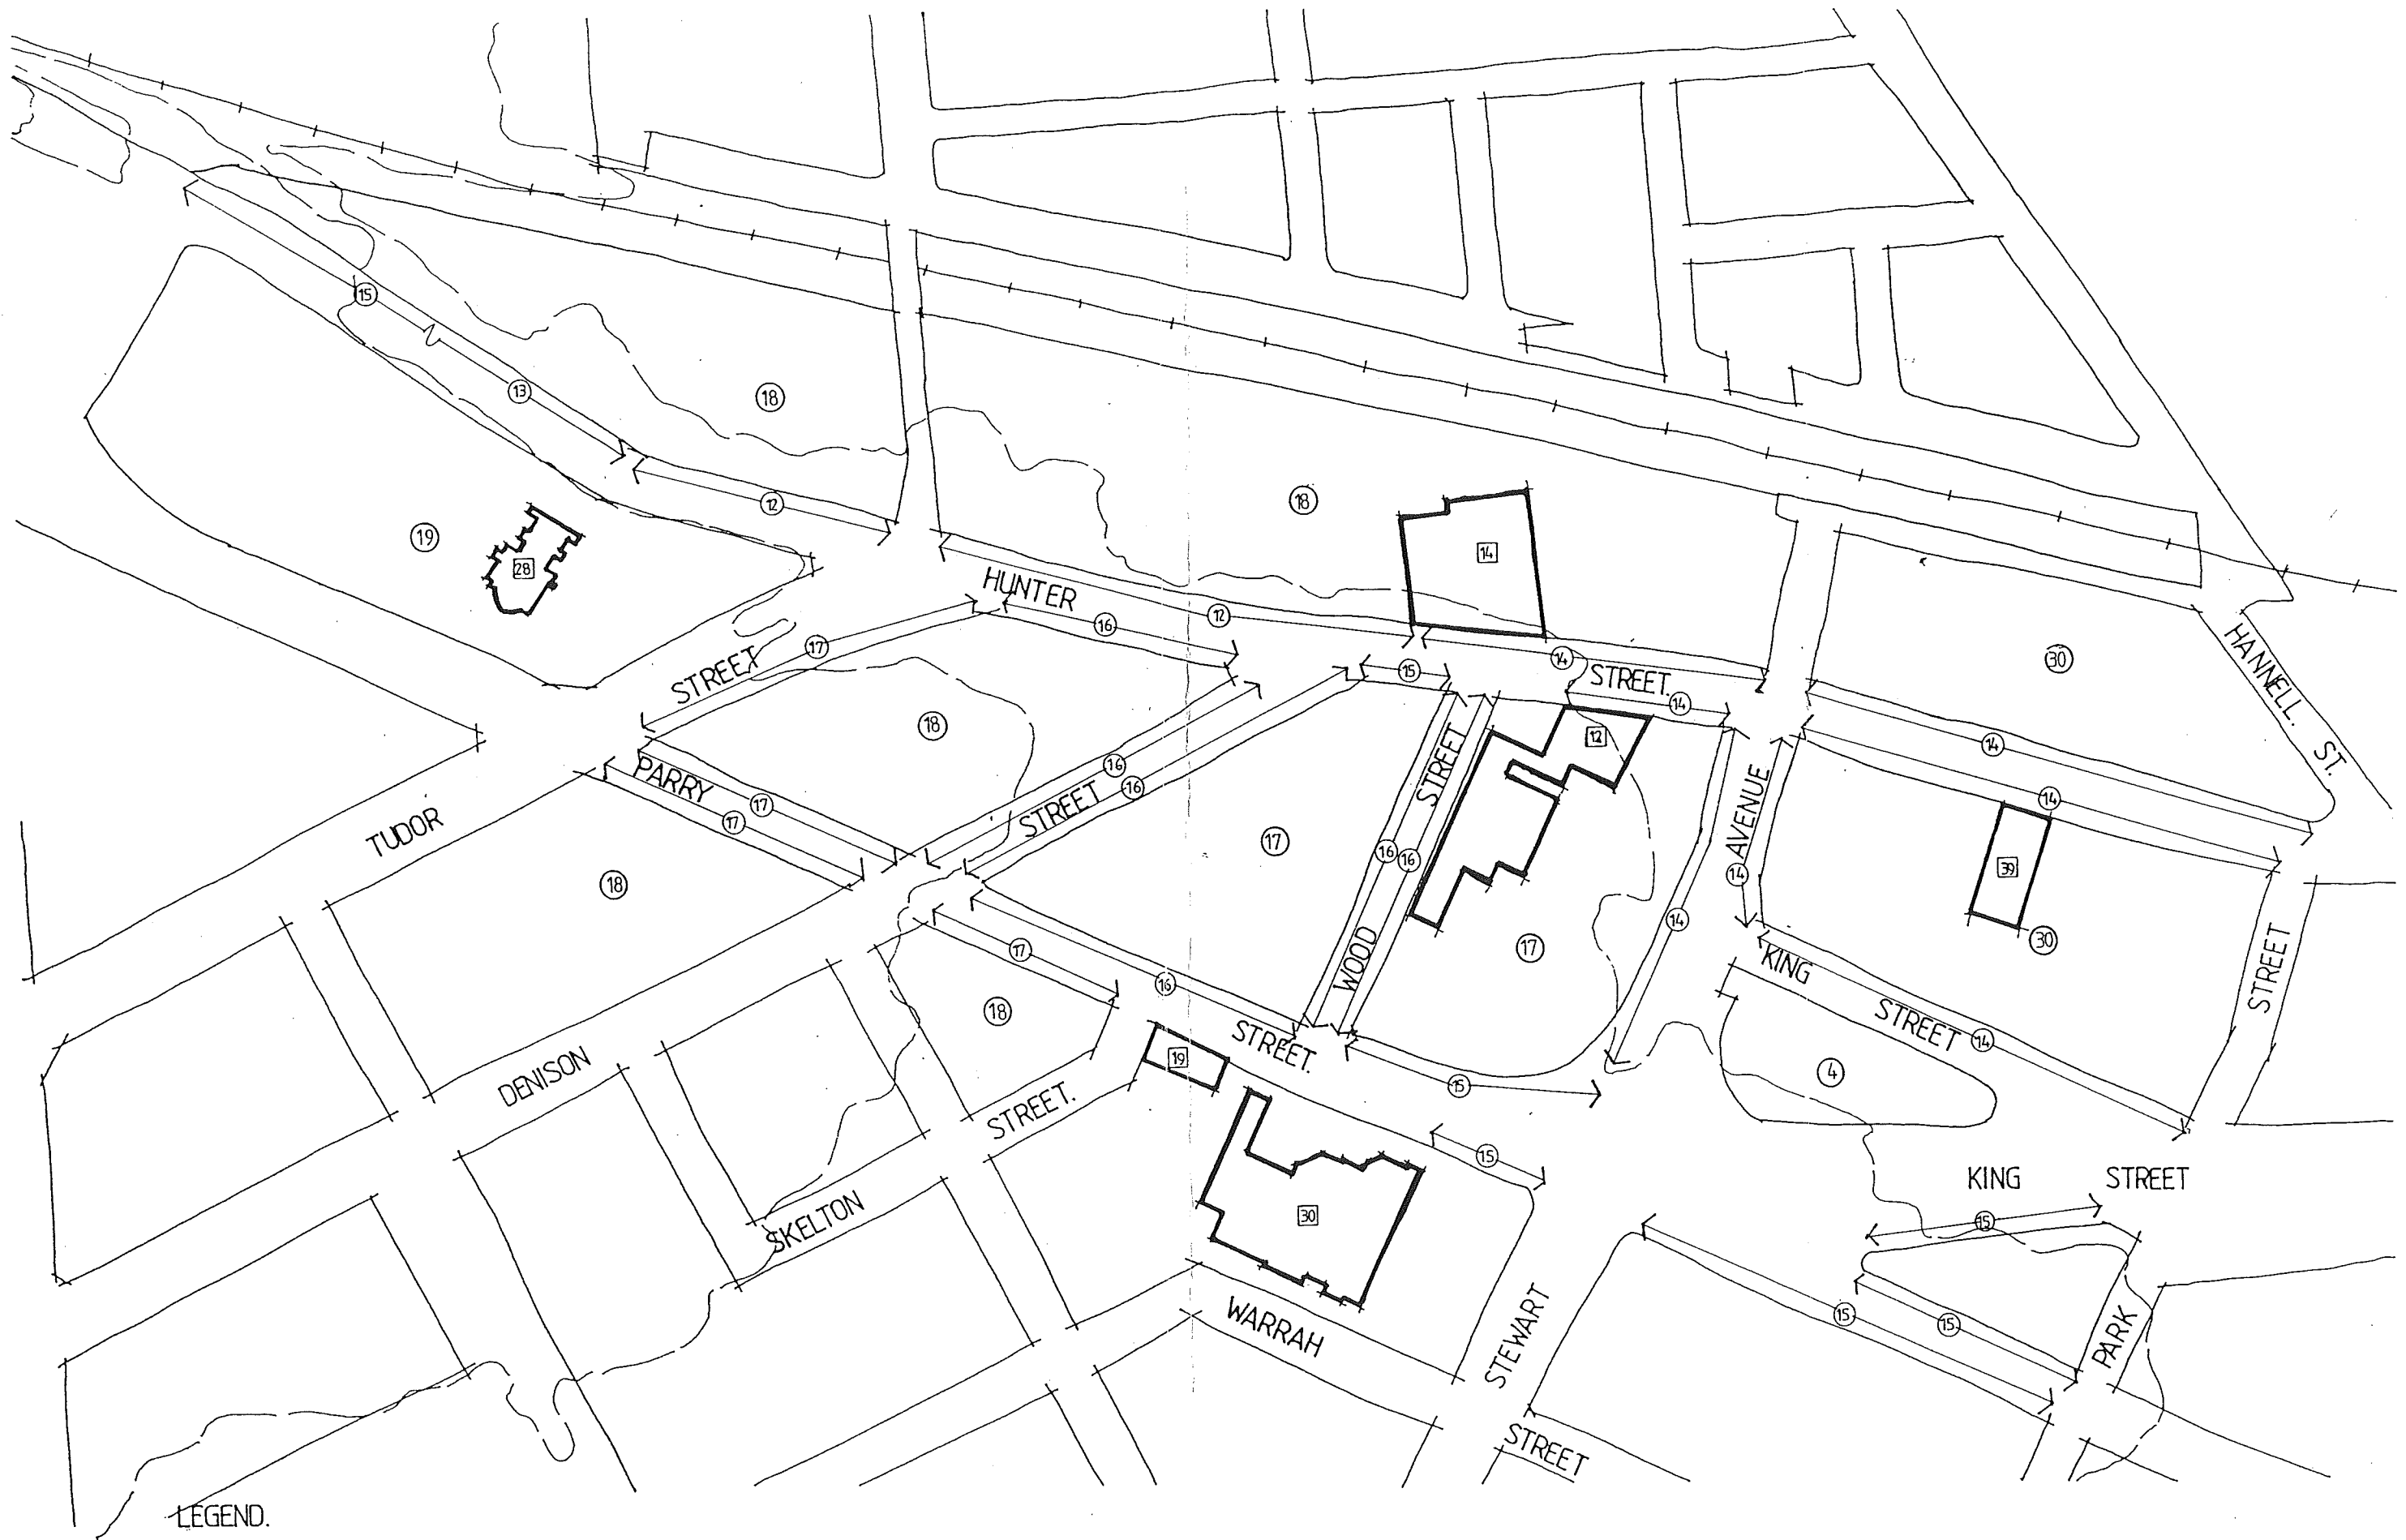 15
13
18
12
18
19
28
14
HUNTER
16
12
17
STREET
15
14
STREET.
14
30
HANNELL.
ST.
18
12
14
PARRY
17
17
16
16
STREET
STREET
AVENUE
14
TUDOR
17
16
16
14
39
18
14
30
17
WOOD
17
KING
STREET
STREET
16
18
STREET.
14
19
DENISON
15
4
STREET.
15
KING STREET
SKELTON
30
15
WARRAH
STEWART
15
15
PARK
STREET
LEGEND.